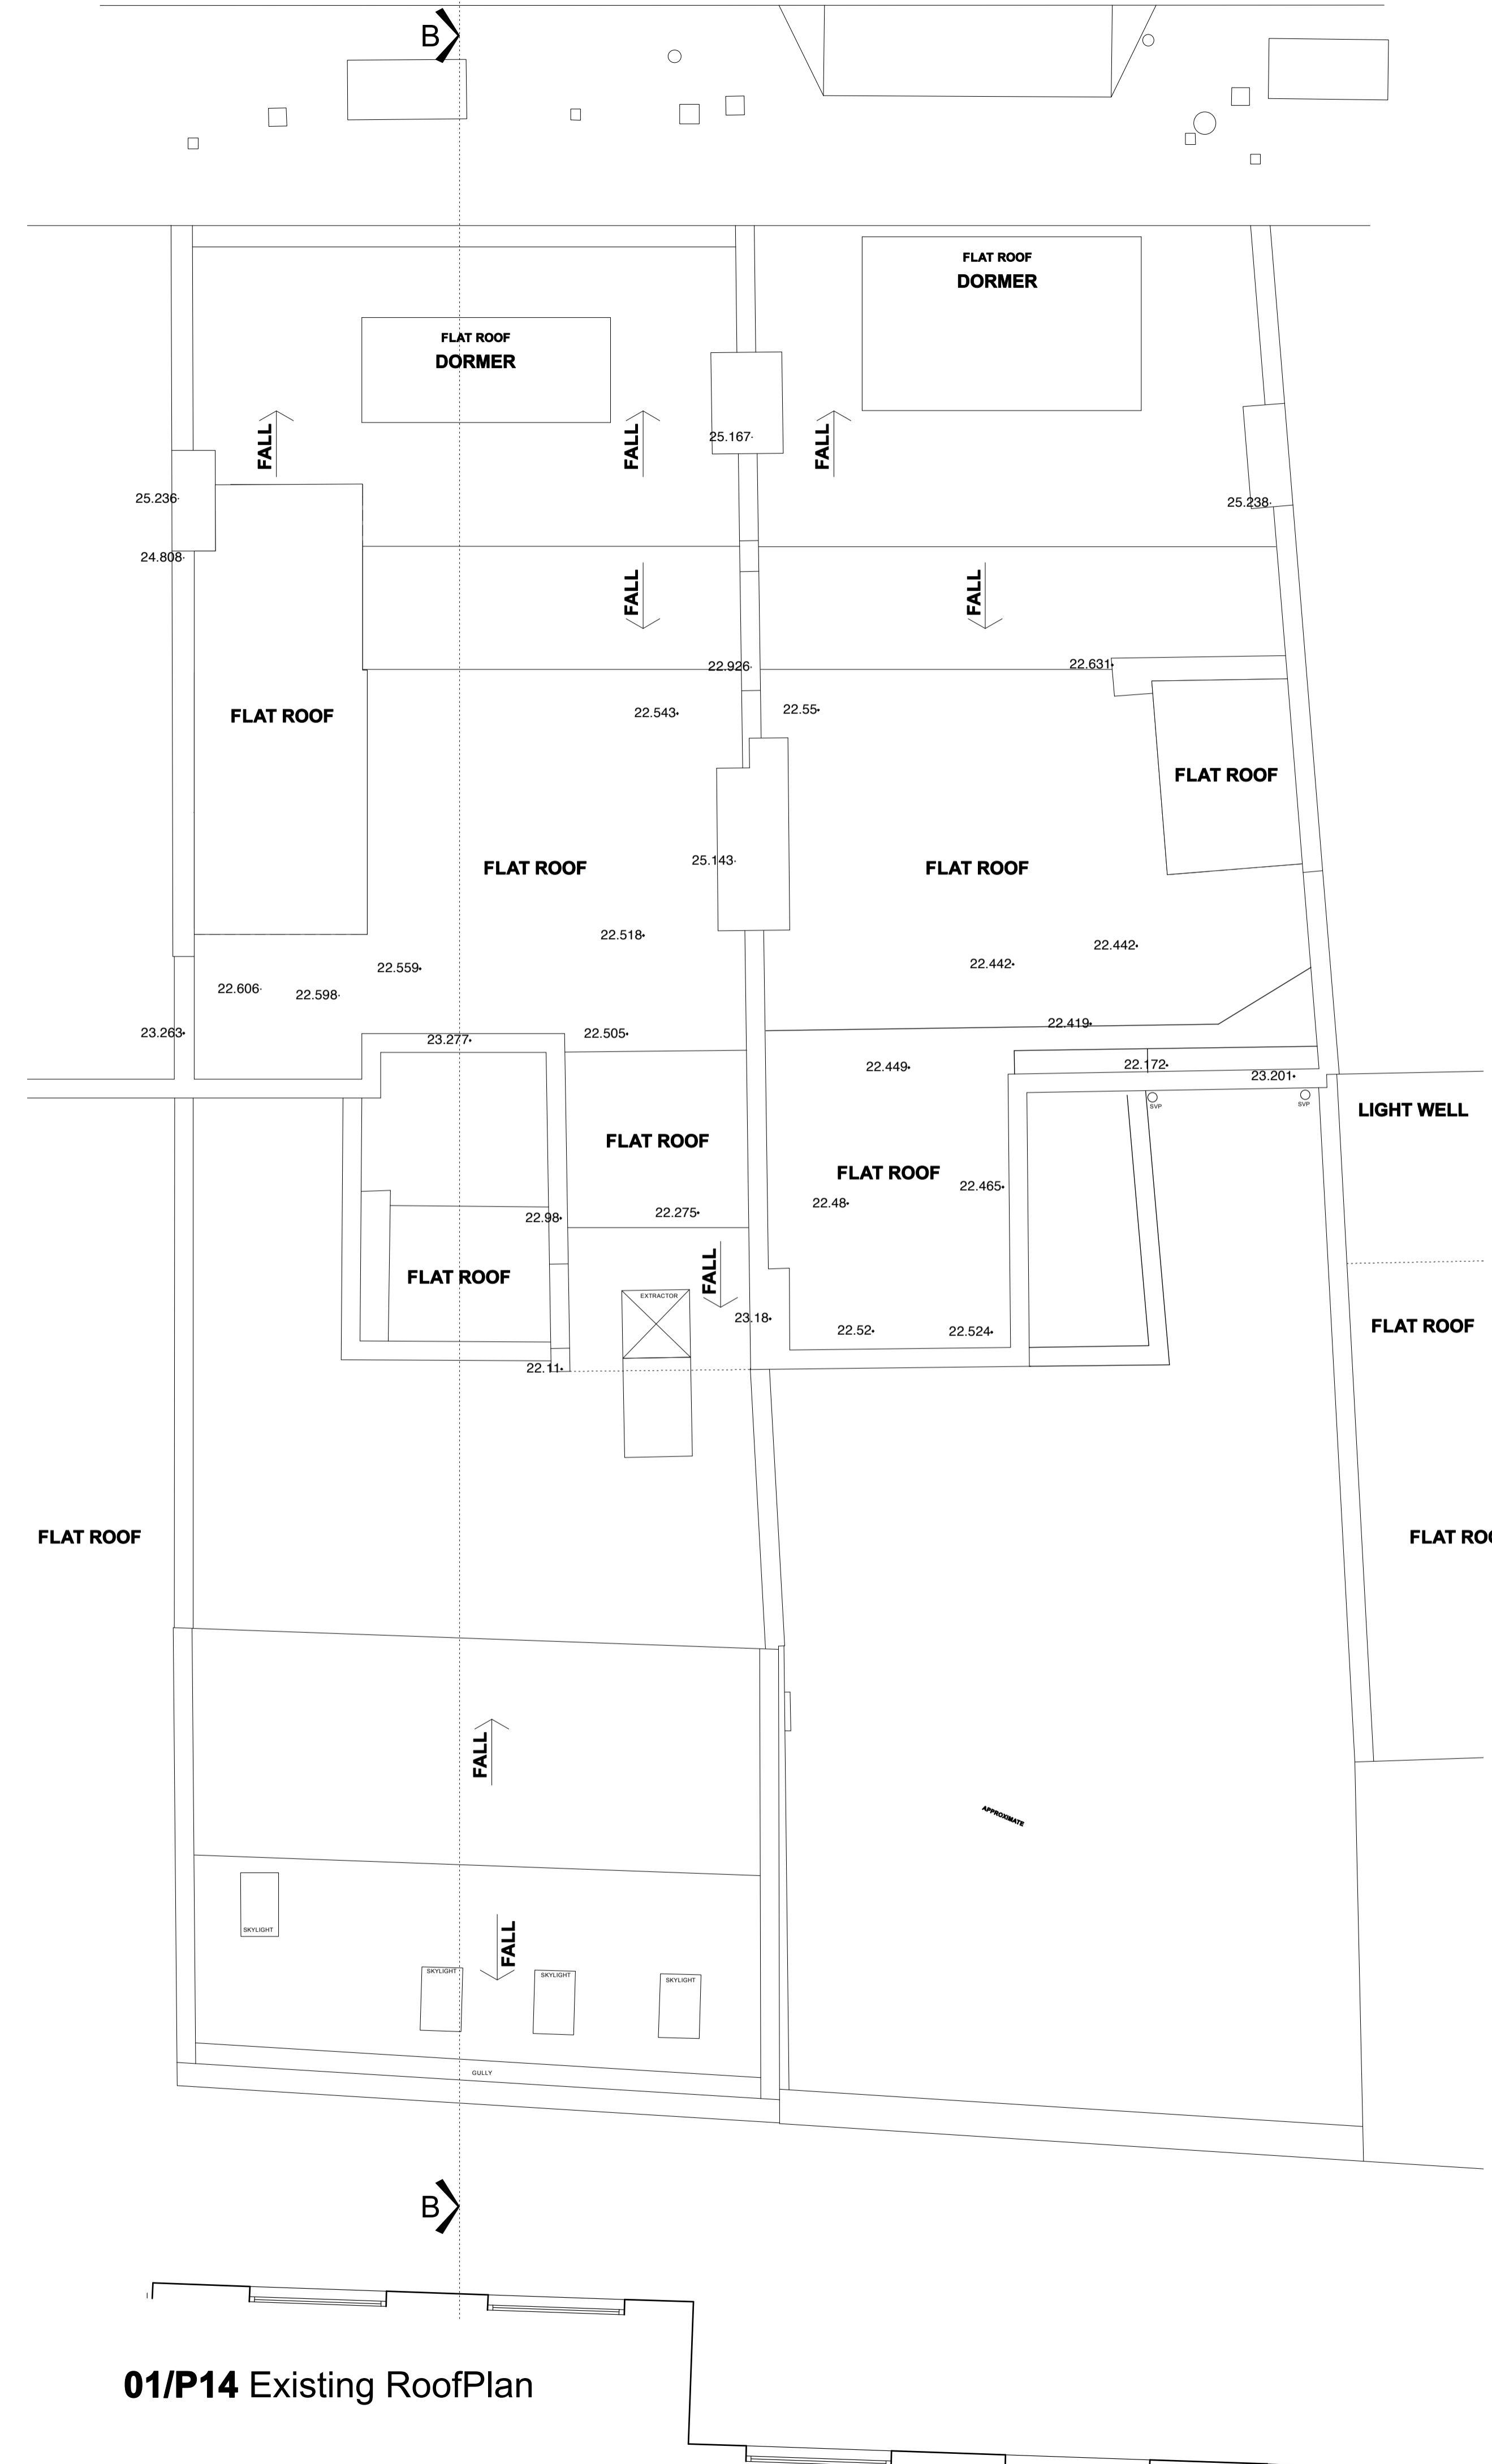 B
FLAT ROOF
DORMER
FLAT ROOF
DORMER
FALL
FALL
FALL
25.167
25.236
25.238
24.808
FALL
FALL
22.926
22.631
22.543
22.55
FLAT ROOF
FLAT ROOF
25.143
FLAT ROOF
FLAT ROOF
22.518
22.442
22.559
22.442
22.606
22.598
22.419
23.263
23.277
22.505
22.449
22.172
23.201
SVP
SVP
LIGHT WELL
FLAT ROOF
FLAT ROOF
22.465
22.48
22.98
22.275
FLAT ROOF
FALL
EXTRACTOR
23.18
22.52
22.524
FLAT ROOF
22.11
FLAT ROOF
FLAT ROO
FALL
APPROXIMATE
SKYLIGHT
FALL
SKYLIGHT
SKYLIGHT
SKYLIGHT
GULLY
B
01/P14 Existing RoofPlan